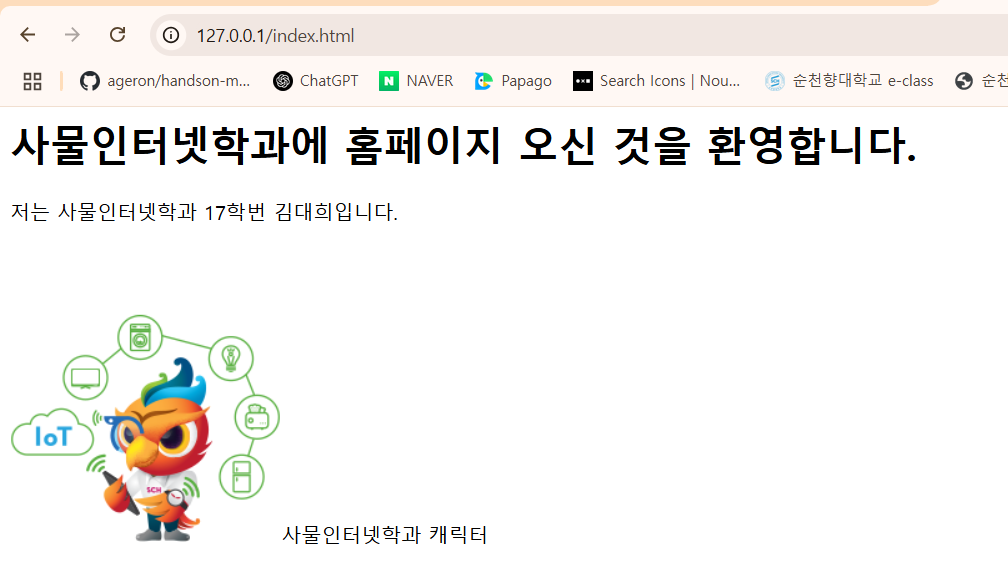 127.0.0.1/index.html
ageron/handson-m... ChatGPT NAVER Papago Search Icons | Nou... 순천향대학교 e-class 순천
사물인터넷학과에 홈페이지 오신 것을 환영합니다.
저는 사물인터넷학과 17학번 김대희입니다.
IoT
SCH
사물인터넷학과 캐릭터